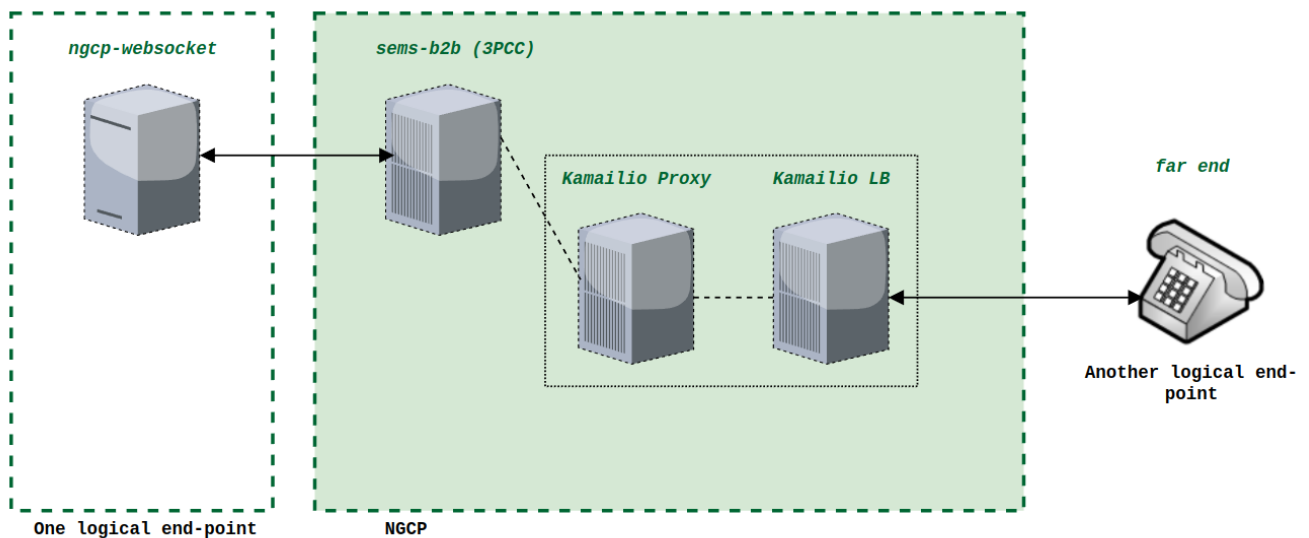 ngcp-websocket
sems-b2b (3PCC)
Kamailio Proxy
Kamailio LB
far end
Another logical end-
point
One logical end-point
NGCP